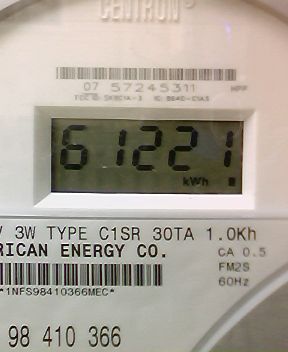 CENTRON
07 57245311
61221
kWh
V 3W TYPE C1SR 30TA 1.0Kh
RICAN ENERGY CO. CA 0.5
FM2S
*1NFS98410366MEC* 60Hz
98 410 366